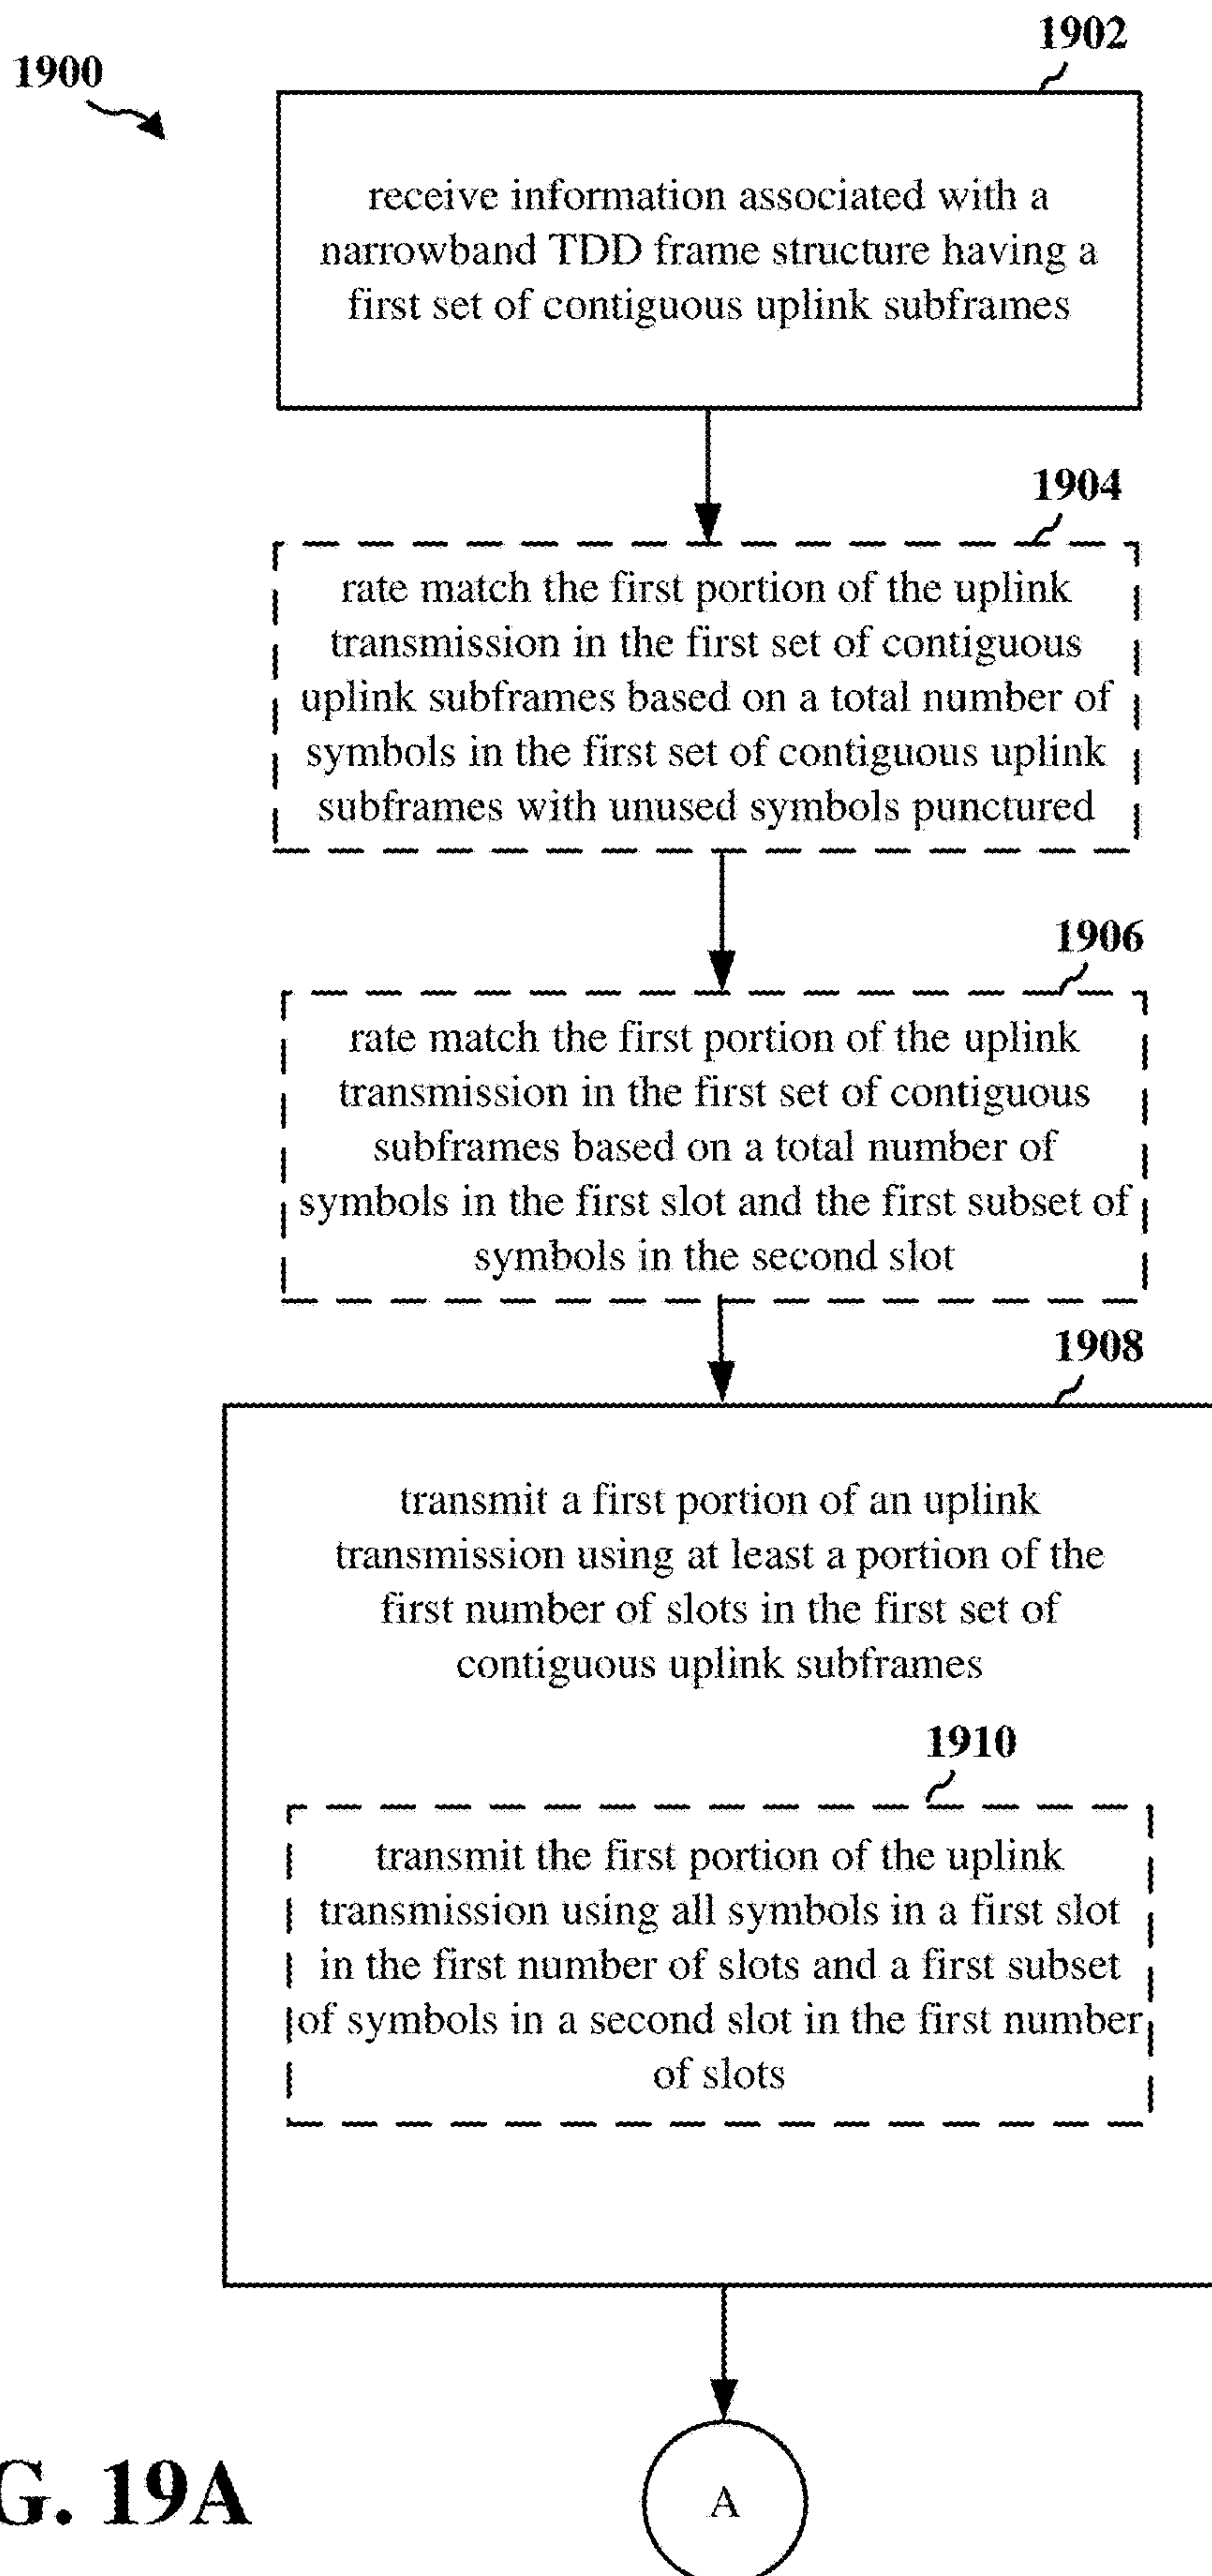 1900
1902
receive information associated with a
narrowband TDD frame structure having a
first set of contiguous uplink subframes
1904
rate match the first portion of the uplink
transmission in the first set of contiguous
uplink subframes based on a total number of
symbols in the first set of contiguous uplink
subframes with unused symbols punctured
1906
rate match the first portion of the uplink
transmission in the first set of contiguous
subframes based on a total number of
symbols in the first slot and the first subset of
symbols in the second slot
1908
transmit a first portion of an uplink
transmission using at least a portion of the
first number of slots in the first set of
contiguous uplink subframes
1910
transmit the first portion of the uplink
transmission using all symbols in a first slot
in the first number of slots and a first subset
of symbols in a second slot in the first number
of slots
G. 19A
A